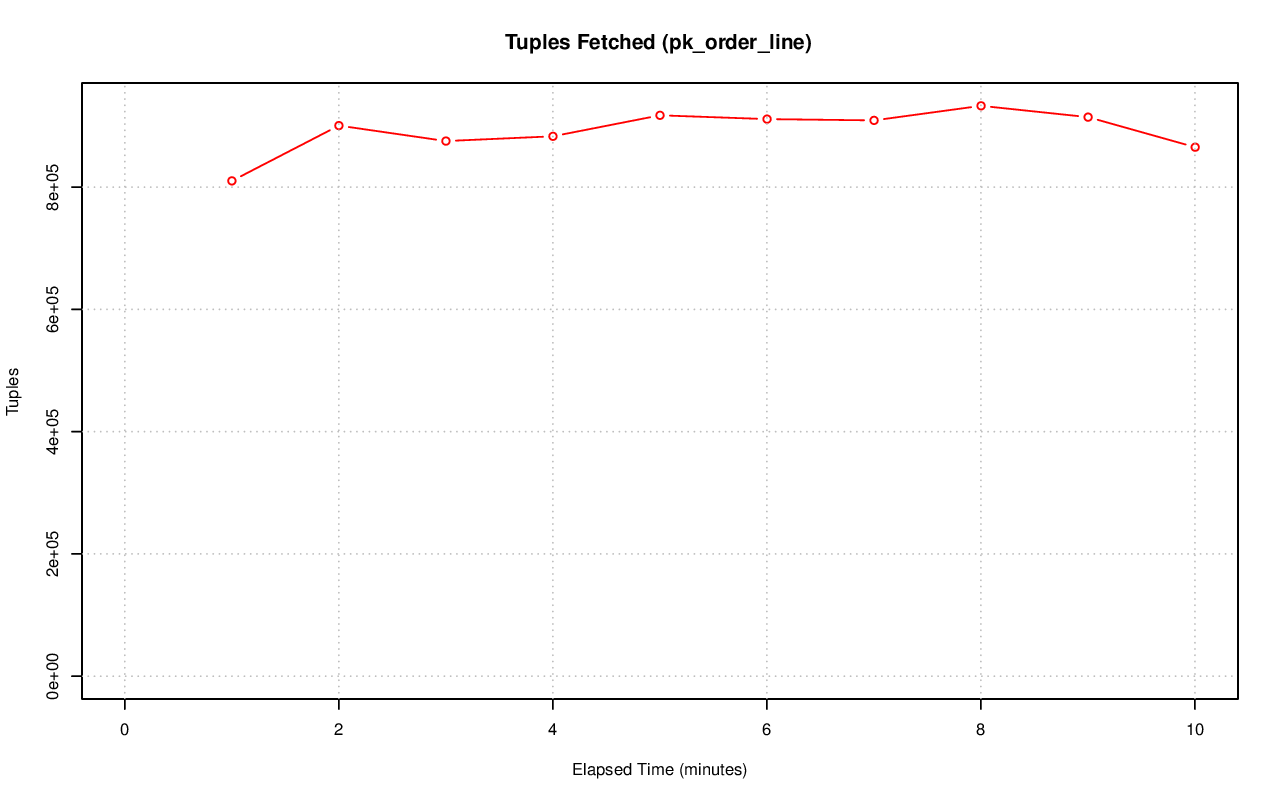 Tuples Fetched (pk_order_line)
Tuples
8e+05
6e+05
4e+05
2e+05
0e+00
0 2 4 6 8 10
Elapsed Time (minutes)